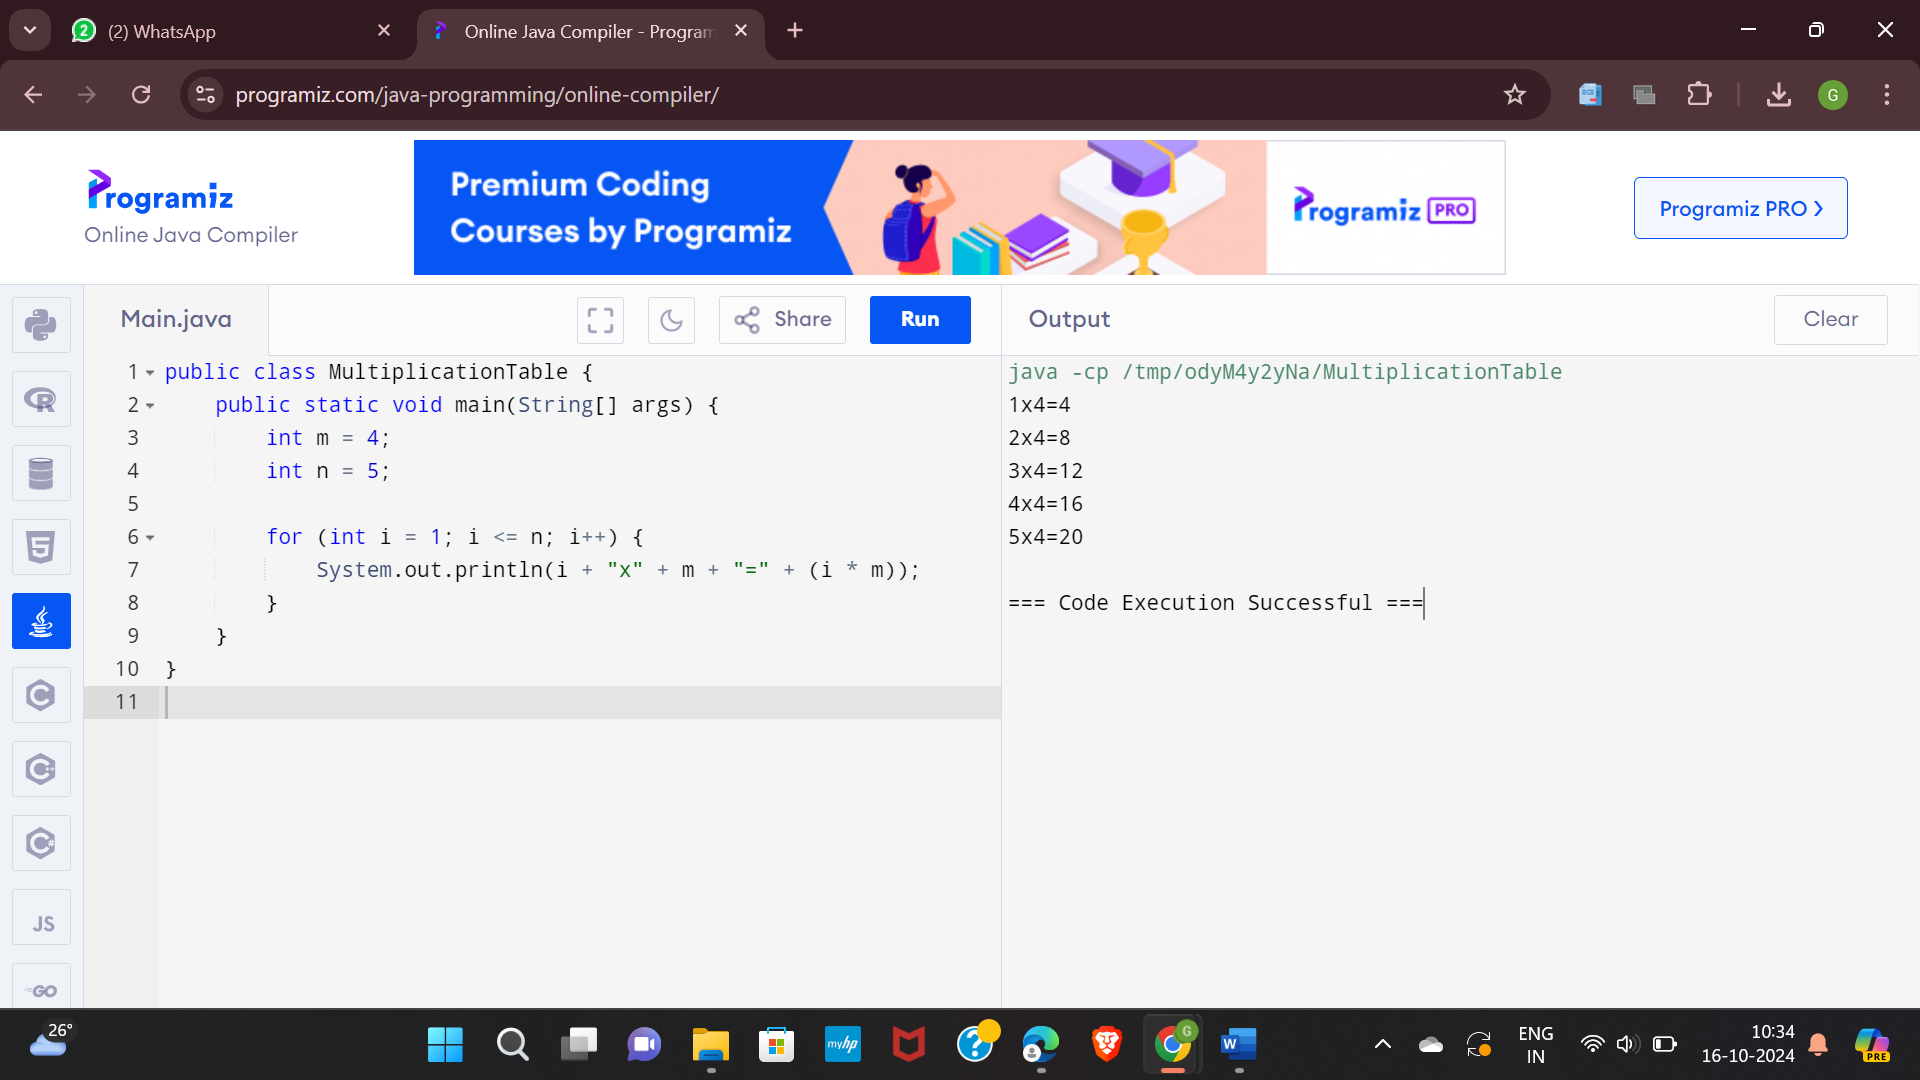 (2) WhatsApp
Online Java Compiler - Program
programiz.com/java-programming/online-compiler/
G
Programiz
Online Java Compiler
Premium Coding
Courses by Programiz
Programiz PRO
Programiz PRO
Main.java
Share
Run
Output
Clear
1 public class MultiplicationTable {
2 public static void main(String[] args) {
3 int m = 4;
4 int n = 5;
5
6 for (int i = 1; i <= n; i++) {
7 System.out.println(i + "x" + m + "=" + (i * m));
8 }
9 }
10 }
11
java -cp /tmp/odyM4y2yNa/MultiplicationTable
1x4=4
2x4=8
3x4=12
4x4=16
5x4=20
=== Code Execution Successful ===
R
5
C
C++
C#
JS
GO
26°
myhp
G
W
ENG
IN
10:34
16-10-2024
PRE